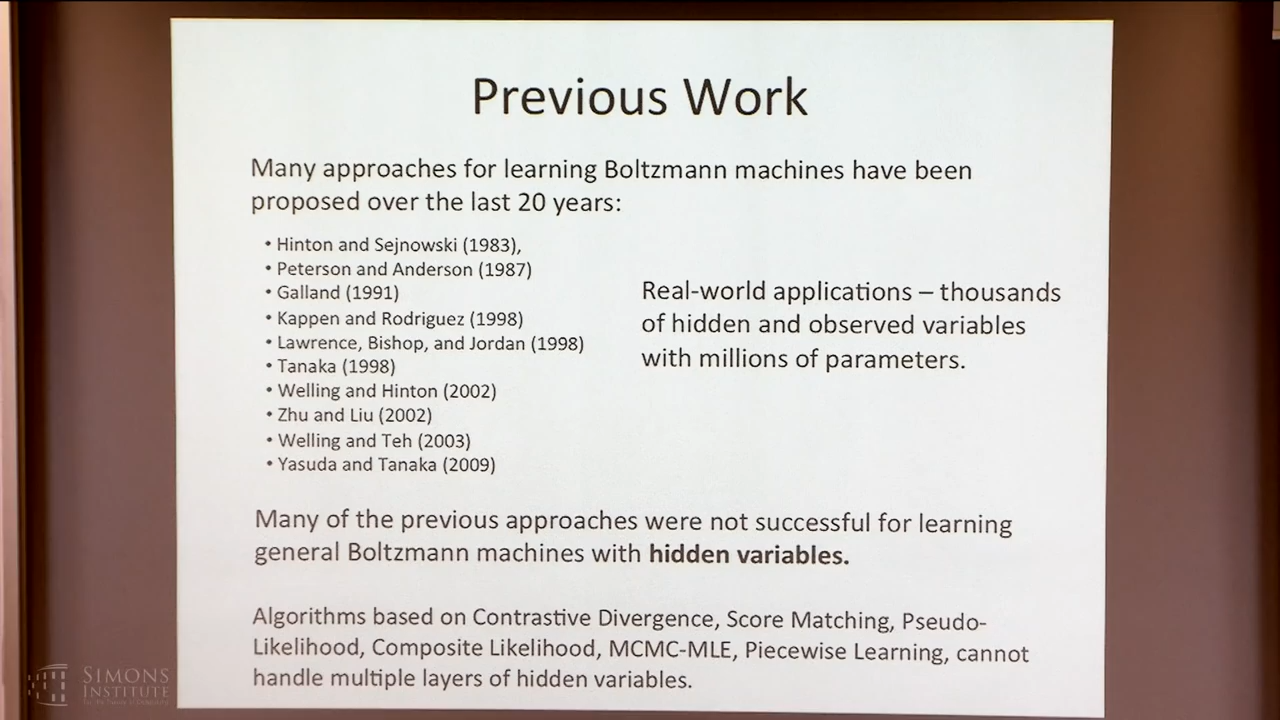 Previous Work
Many approaches for learning Boltzmann machines have been
proposed over the last 20 years:
• Hinton and Sejnowski (1983),
• Peterson and Anderson (1987)
• Galland (1991)
• Kappen and Rodriguez (1998)
• Lawrence, Bishop, and Jordan (1998)
• Tanaka (1998)
• Welling and Hinton (2002)
• Zhu and Liu (2002)
• Welling and Teh (2003)
• Yasuda and Tanaka (2009)
Real-world applications – thousands
of hidden and observed variables
with millions of parameters.
Many of the previous approaches were not successful for learning
general Boltzmann machines with hidden variables.
Algorithms based on Contrastive Divergence, Score Matching, Pseudo-
Likelihood, Composite Likelihood, MCMC-MLE, Piecewise Learning, cannot
handle multiple layers of hidden variables.
SIMONS
INSTITUTE